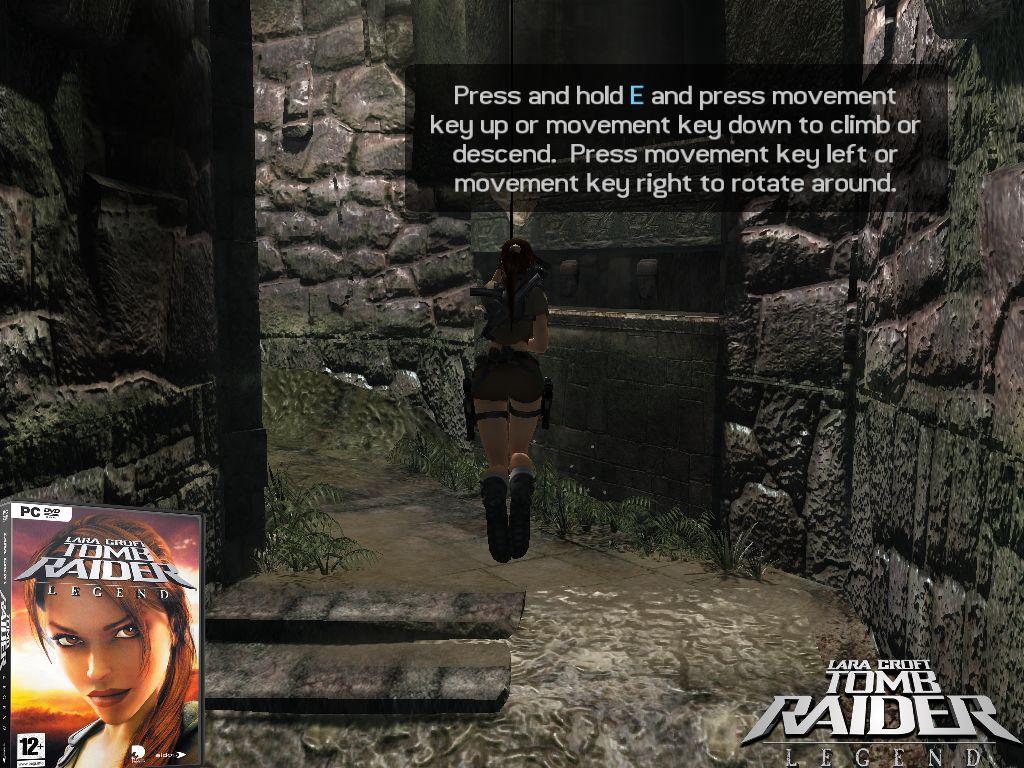 Press and hold E and press movement
key up or movement key down to climb or
descend. Press movement key left or
movement key right to rotate around.
PC DVD
LARA CROFT
TOMB
RAIDER
LEGEND
12+
eidos
LARA CROFT
TOMB
RAIDER
LEGEND